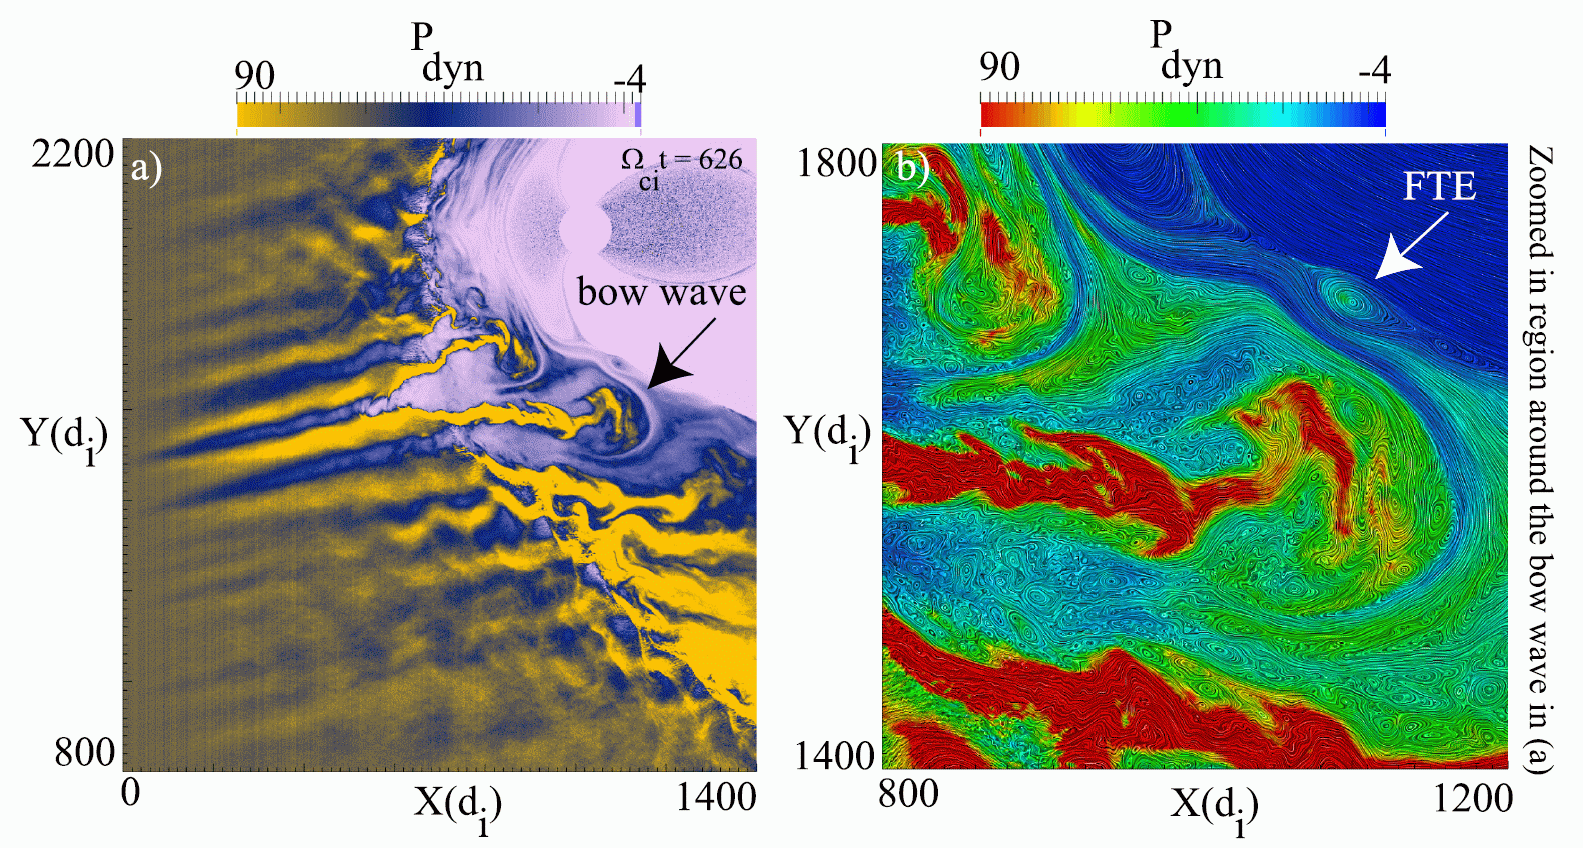 P
dyn
90
-4
2200
a)
Ω
ci
t = 626
bow wave
Y(d
i
)
800
0
X(d
i
)
1400
P
dyn
90
-4
1800
b)
FTE
Y(d
i
)
1400
800
X(d
i
)
1200
Zoomed in region around the bow wave in (a)